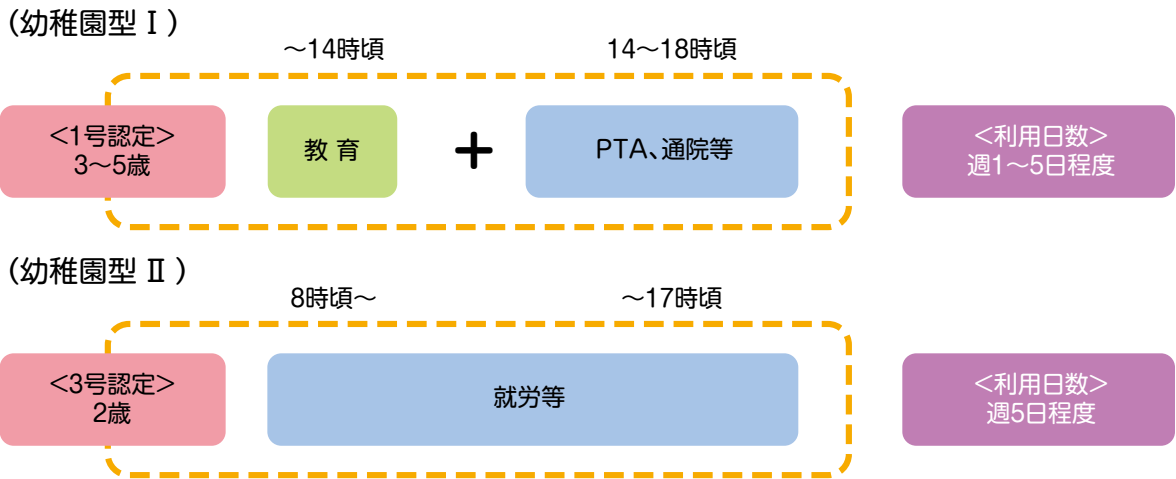 (幼稚園型Ⅰ)
〜14時頃
14〜18時頃
<1号認定>
3〜5歳
教 育
+
PTA、通院等
<利用日数>
週1〜5日程度
(幼稚園型Ⅱ)
8時頃〜
〜17時頃
<3号認定>
2歳
就労等
<利用日数>
週5日程度